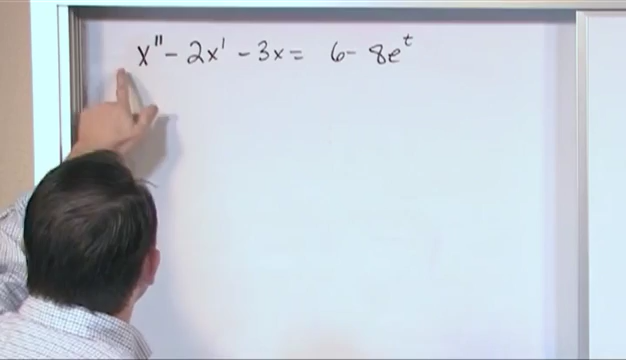 x'' - 2x' - 3x = 6 - 8e^t